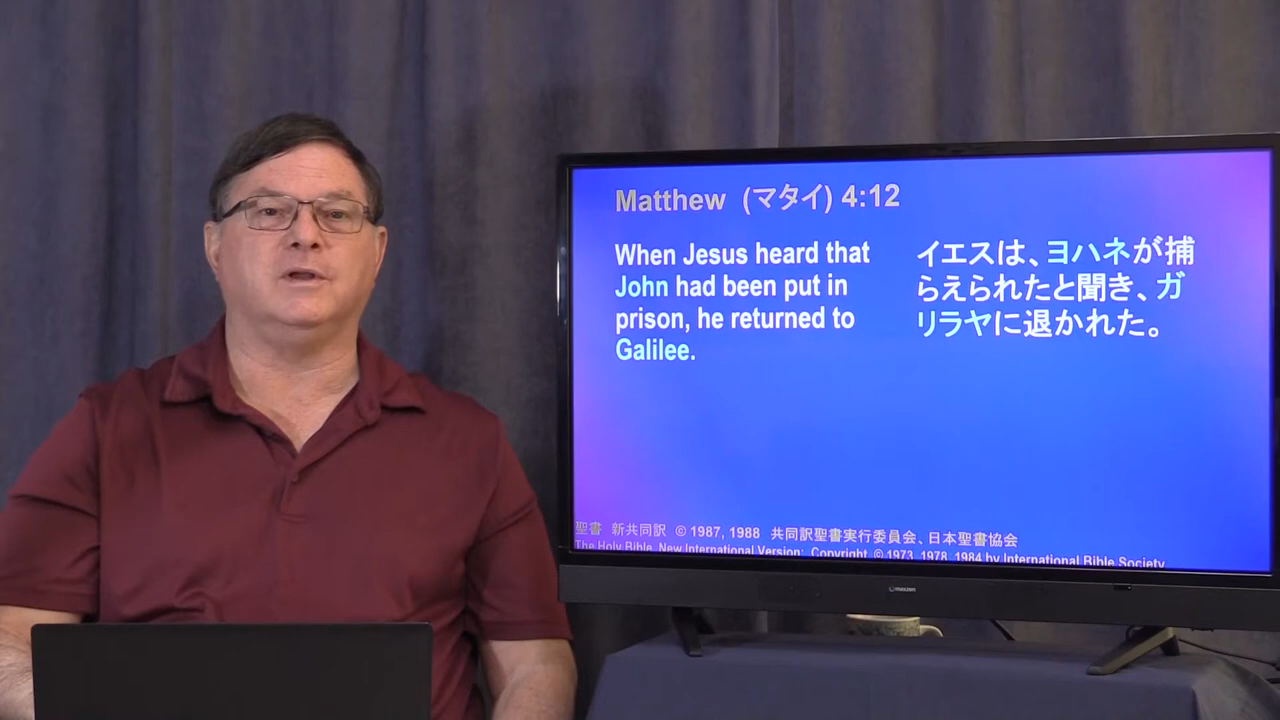 Matthew (マタイ) 4:12
When Jesus heard that
John had been put in
prison, he returned to
Galilee.
イエスは、ヨハネが捕
らえられたと聞き、ガ
リラヤに退かれた。
聖書 新共同訳 © 1987, 1988 共同訳聖書実行委員会、日本聖書協会
The Holy Bible, New International Version; Copyright © 1973, 1978, 1984 by International Bible Society
maxzen